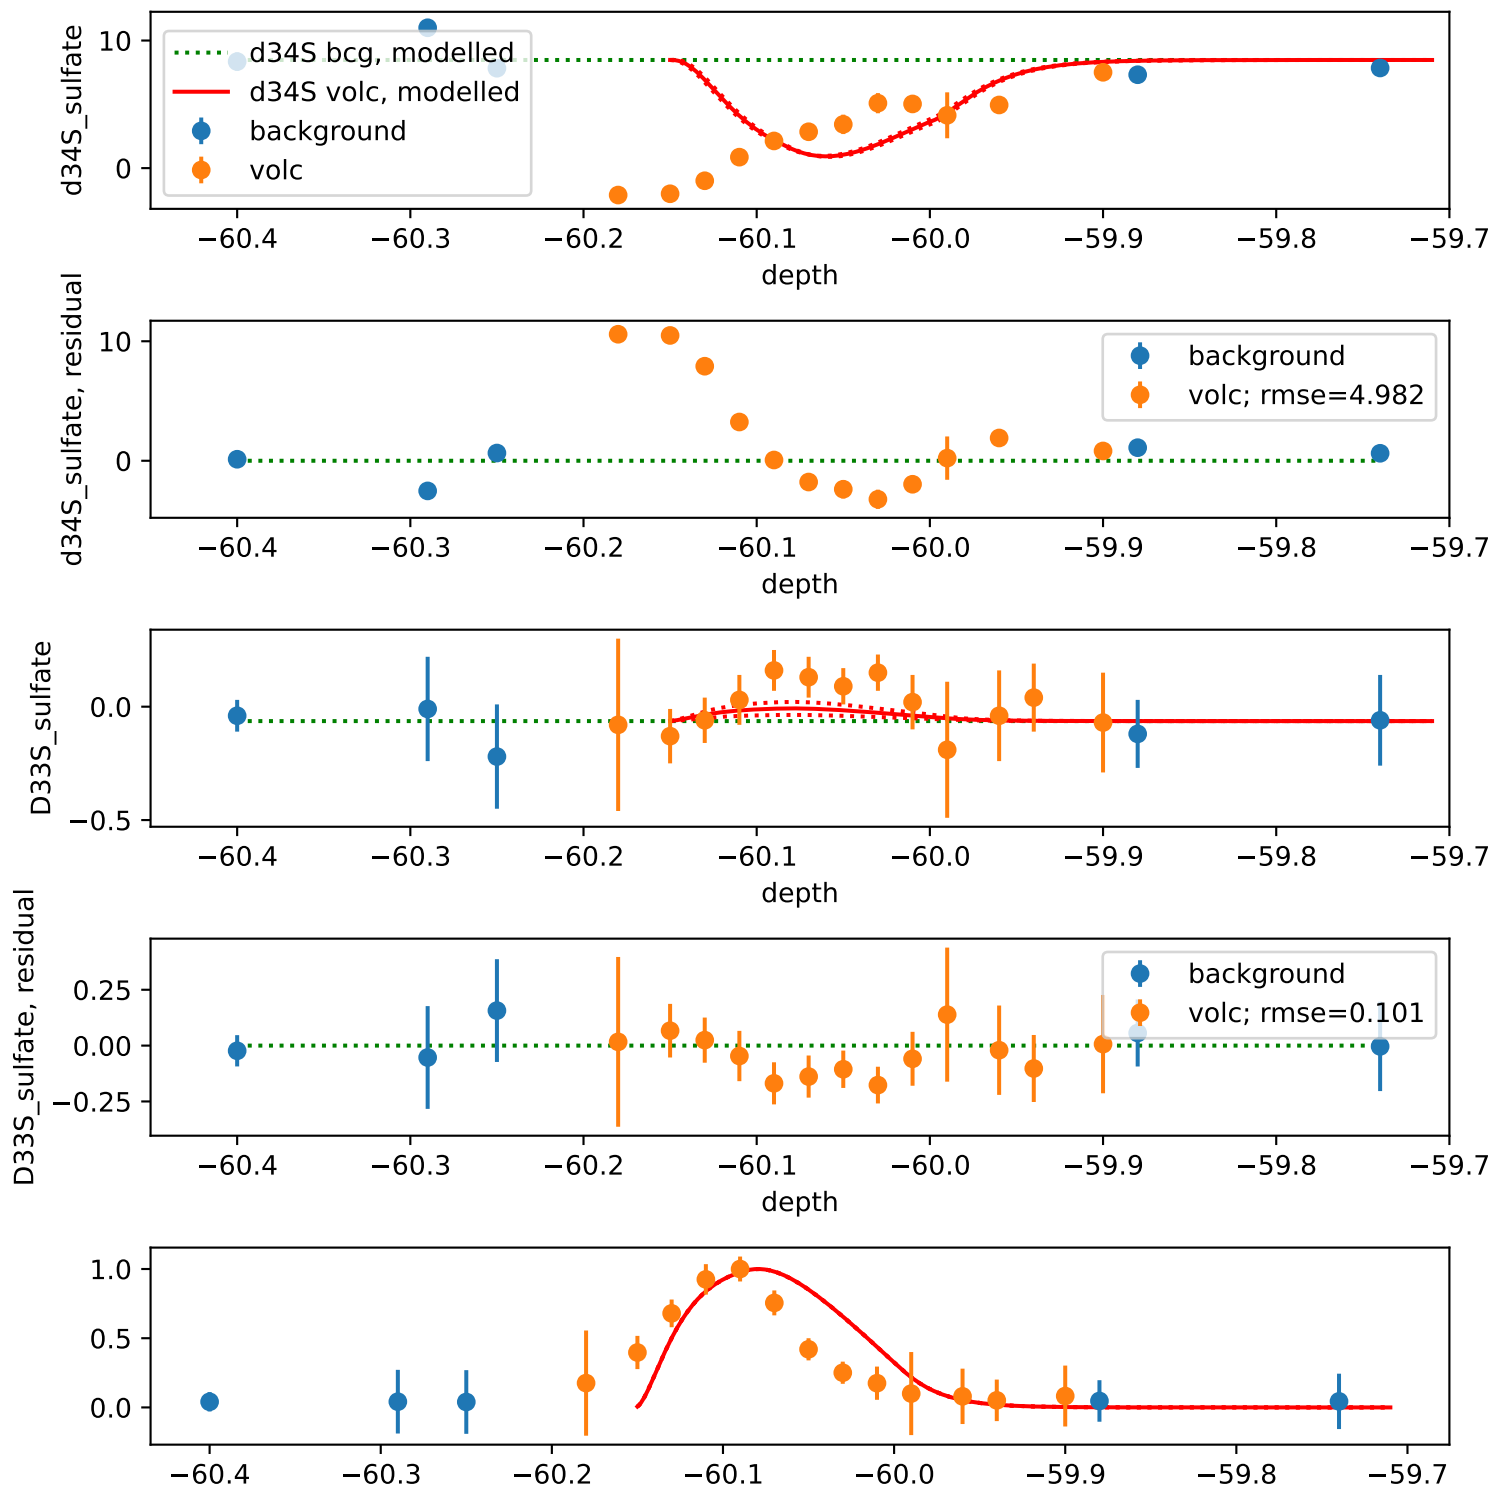 d34S_sulfate
10
0
d34S bcg, modelled
d34S volc, modelled
background
volc
−60.4 −60.3 −60.2 −60.1 −60.0 −59.9 −59.8 −59.7
depth
d34S_sulfate, residual
10
0
background
volc; rmse=4.982
−60.4 −60.3 −60.2 −60.1 −60.0 −59.9 −59.8 −59.7
depth
D33S_sulfate
0.0
−0.5
−60.4 −60.3 −60.2 −60.1 −60.0 −59.9 −59.8 −59.7
depth
D33S_sulfate, residual
0.25
0.00
−0.25
background
volc; rmse=0.101
−60.4 −60.3 −60.2 −60.1 −60.0 −59.9 −59.8 −59.7
depth
1.0
0.5
0.0
−60.4 −60.3 −60.2 −60.1 −60.0 −59.9 −59.8 −59.7